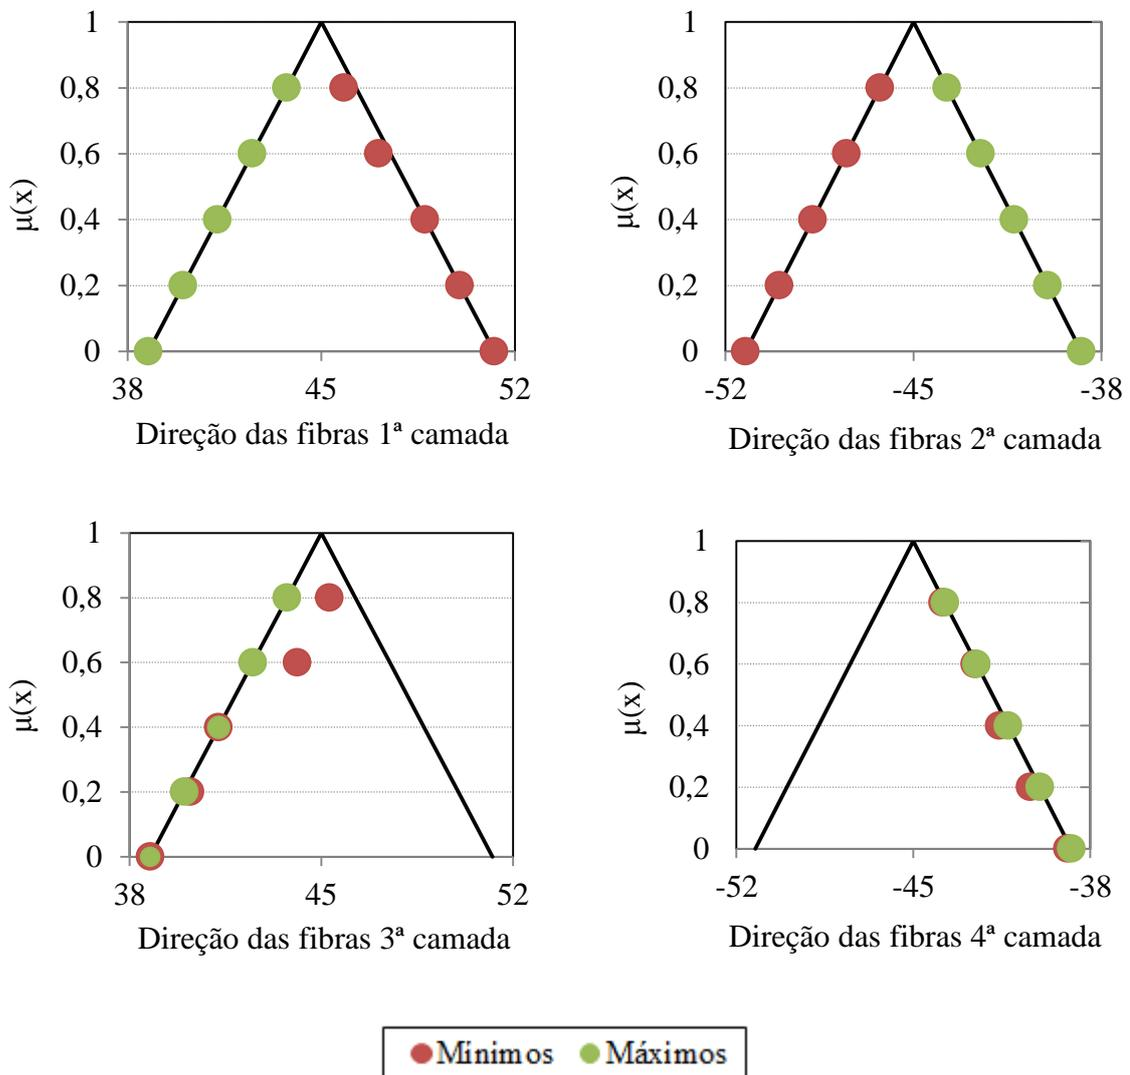 1
0,8
0,6
0,4
0,2
0
μ(x)
38 45 52
Direção das fibras 1ª camada
1
0,8
0,6
0,4
0,2
0
μ(x)
-52 -45 -38
Direção das fibras 2ª camada
1
0,8
0,6
0,4
0,2
0
μ(x)
38 45 52
Direção das fibras 3ª camada
1
0,8
0,6
0,4
0,2
0
μ(x)
-52 -45 -38
Direção das fibras 4ª camada
Mínimos Máximos